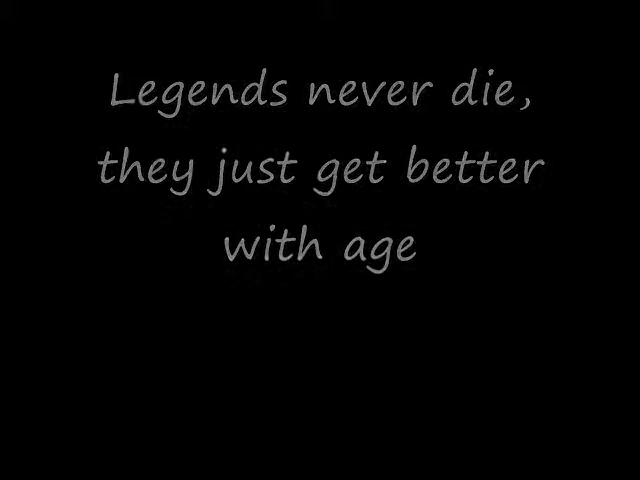 Legends never die,
they just get better
with age